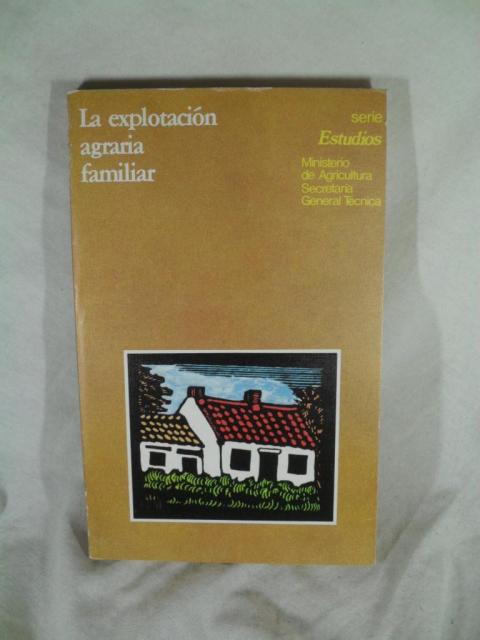 La explotación
agraria
familiar
serie
Estudios
Ministerio
de Agricultura
Secretaría
General Técnica